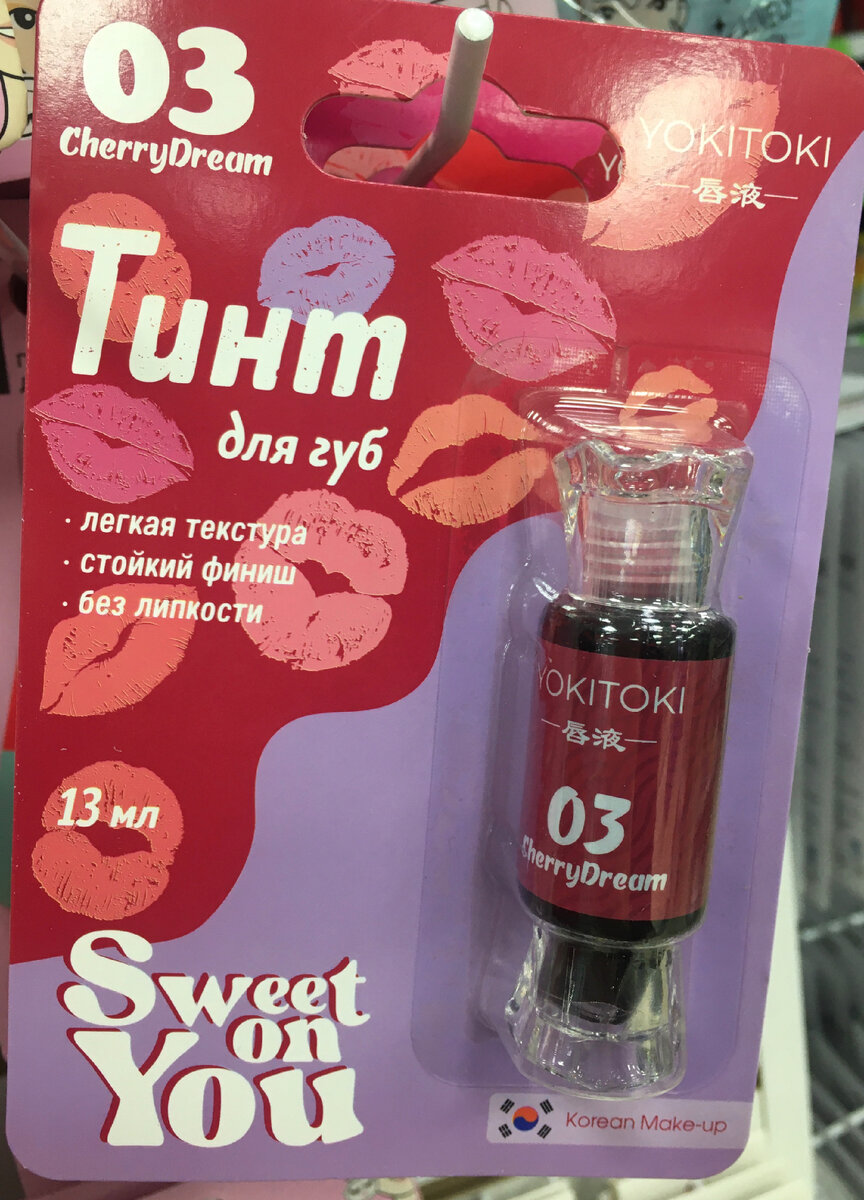 03
CherryDream
YOKITOKI
唇液
Тинт
для губ
· легкая текстура
· стойкий финиш
· без липкости
13 мл
YOKITOKI
唇液
03
CherryDream
Sweet
on
You
Korean Make-up